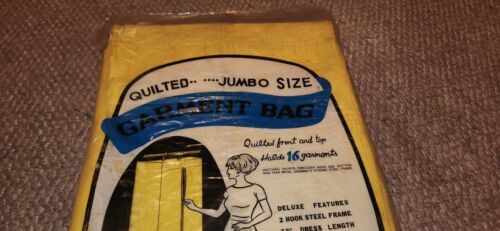 QUILTED.. ....JUMBO SIZE
GARMENT BAG
Quilted front and top
Holds 16 garments
DELUXE FEATURES
2 HOOK STEEL FRAME
DRESS LENGTH